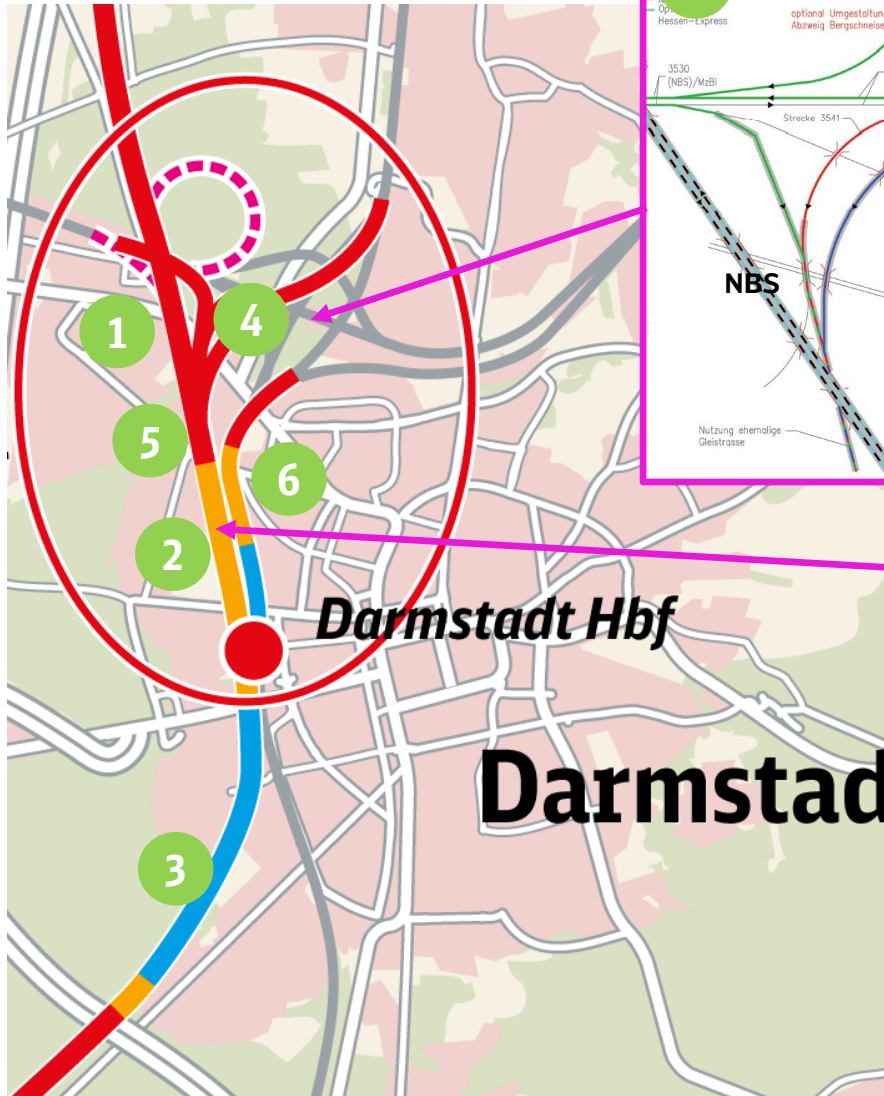 Hessen-Express
optional Umgestaltung
Abzweig Bergschneise
3530
(NBS)/MzBi
Strecke 3541
NBS
Nutzung ehemalige
Gleistrasse
1
4
5
6
2
Darmstadt Hbf
Darmstad
3